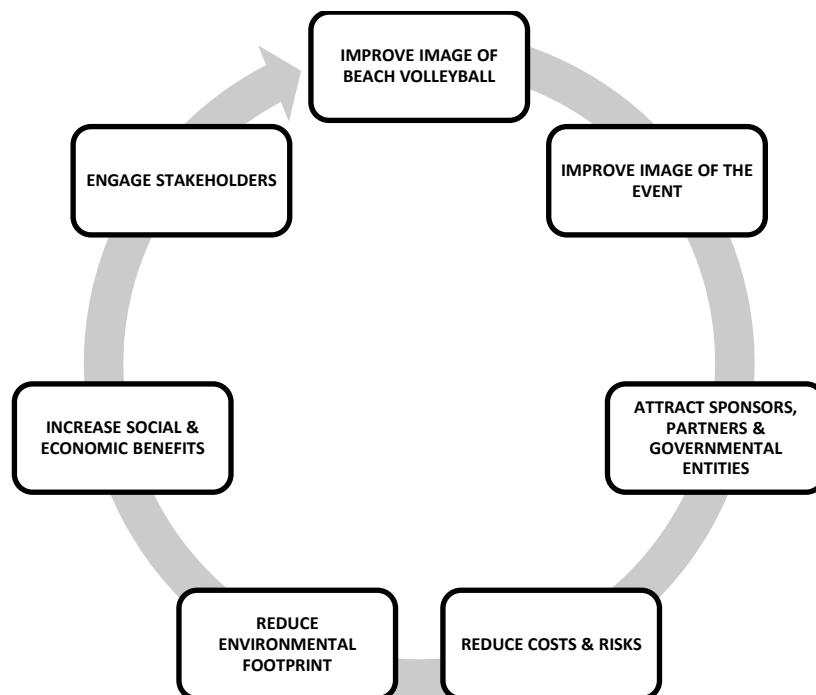 IMPROVE IMAGE OF
BEACH VOLLEYBALL
IMPROVE IMAGE OF THE
EVENT
ATTRACT SPONSORS,
PARTNERS &
GOVERNMENTAL
ENTITIES
REDUCE COSTS & RISKS
REDUCE
ENVIRONMENTAL
FOOTPRINT
INCREASE SOCIAL &
ECONOMIC BENEFITS
ENGAGE STAKEHOLDERS